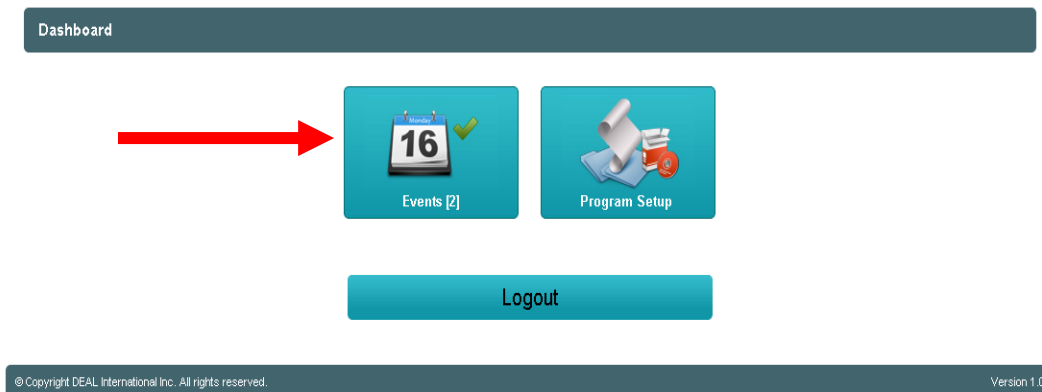 Dashboard
Monday
16
Events [2]
Program Setup
Logout
© Copyright DEAL International Inc. All rights reserved.
Version 1.0